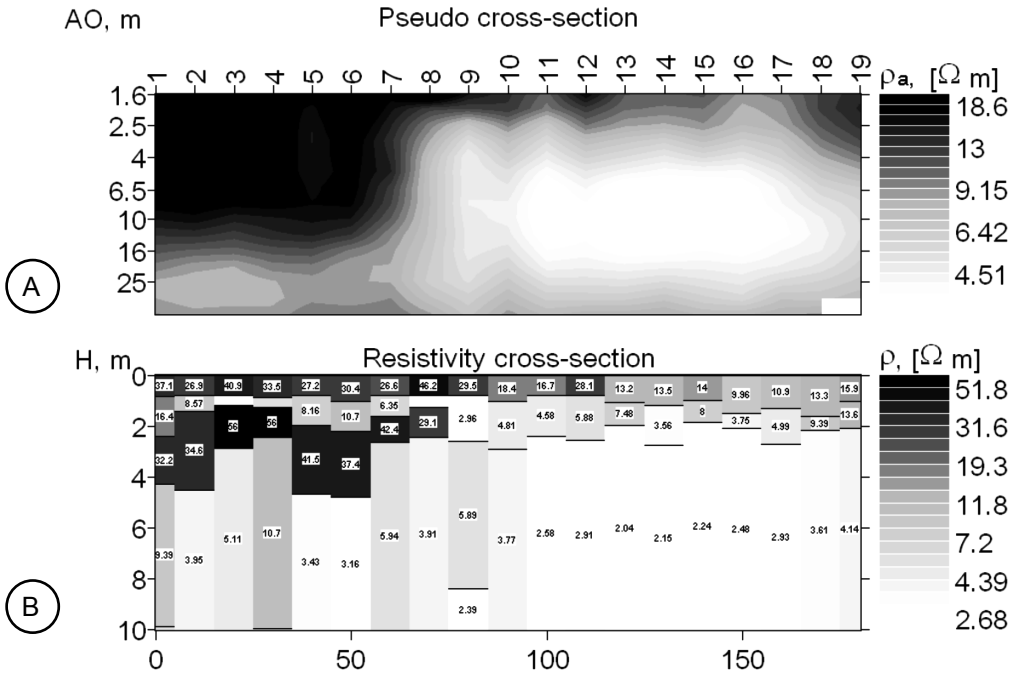 AO, m Pseudo cross-section
1 2 3 4 5 6 7 8 9 10 11 12 13 14 15 16 17 18 19
ρa, [Ω m]
1.6 18.6
2.5
4 13
6.5 9.15
10
16 6.42
25 4.51
A
H, m Resistivity cross-section ρ, [Ω m]
0 51.8
37.1 26.9 40.9 33.5 27.2 30.4 26.6 46.2 29.5 18.4 16.7 28.1 13.2 13.5 14 9.96 10.9 13.3 15.9
16.4 8.57 8.16 10.7 6.35 2.96 4.58 5.88 7.48 8 3.75 13.6
2 56 56 42.4 29.1 4.81 3.56 4.99 9.39 31.6
32.2 34.6 41.5 37.4 19.3
4
11.8
6 9.39 3.95 5.11 10.7 3.43 3.16 5.94 3.91 5.89 3.77 2.58 2.91 2.04 2.15 2.24 2.48 2.93 3.61 4.14
7.2
8 4.39
2.39
B
10 2.68
0 50 100 150